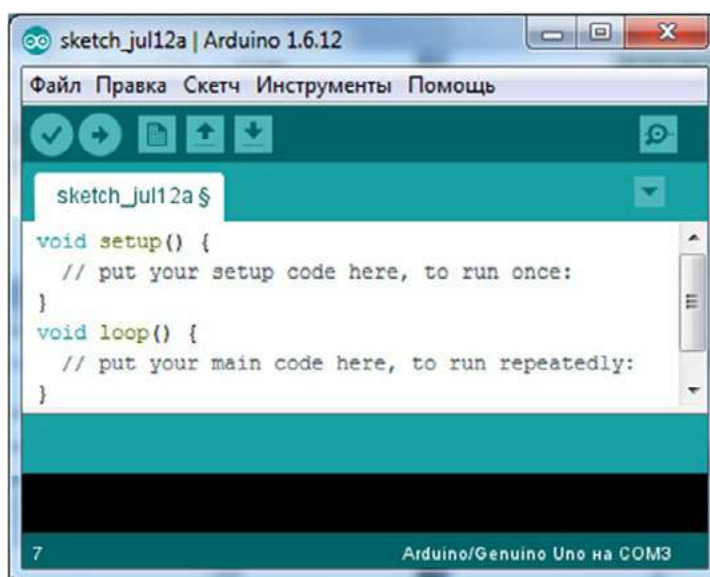 sketch_jul12a | Arduino 1.6.12
Файл Правка Скетч Инструменты Помощь
sketch_jul12a §
void setup() {
  // put your setup code here, to run once:
}
void loop() {
  // put your main code here, to run repeatedly:
}
7 Arduino/Genuino Uno на COM3